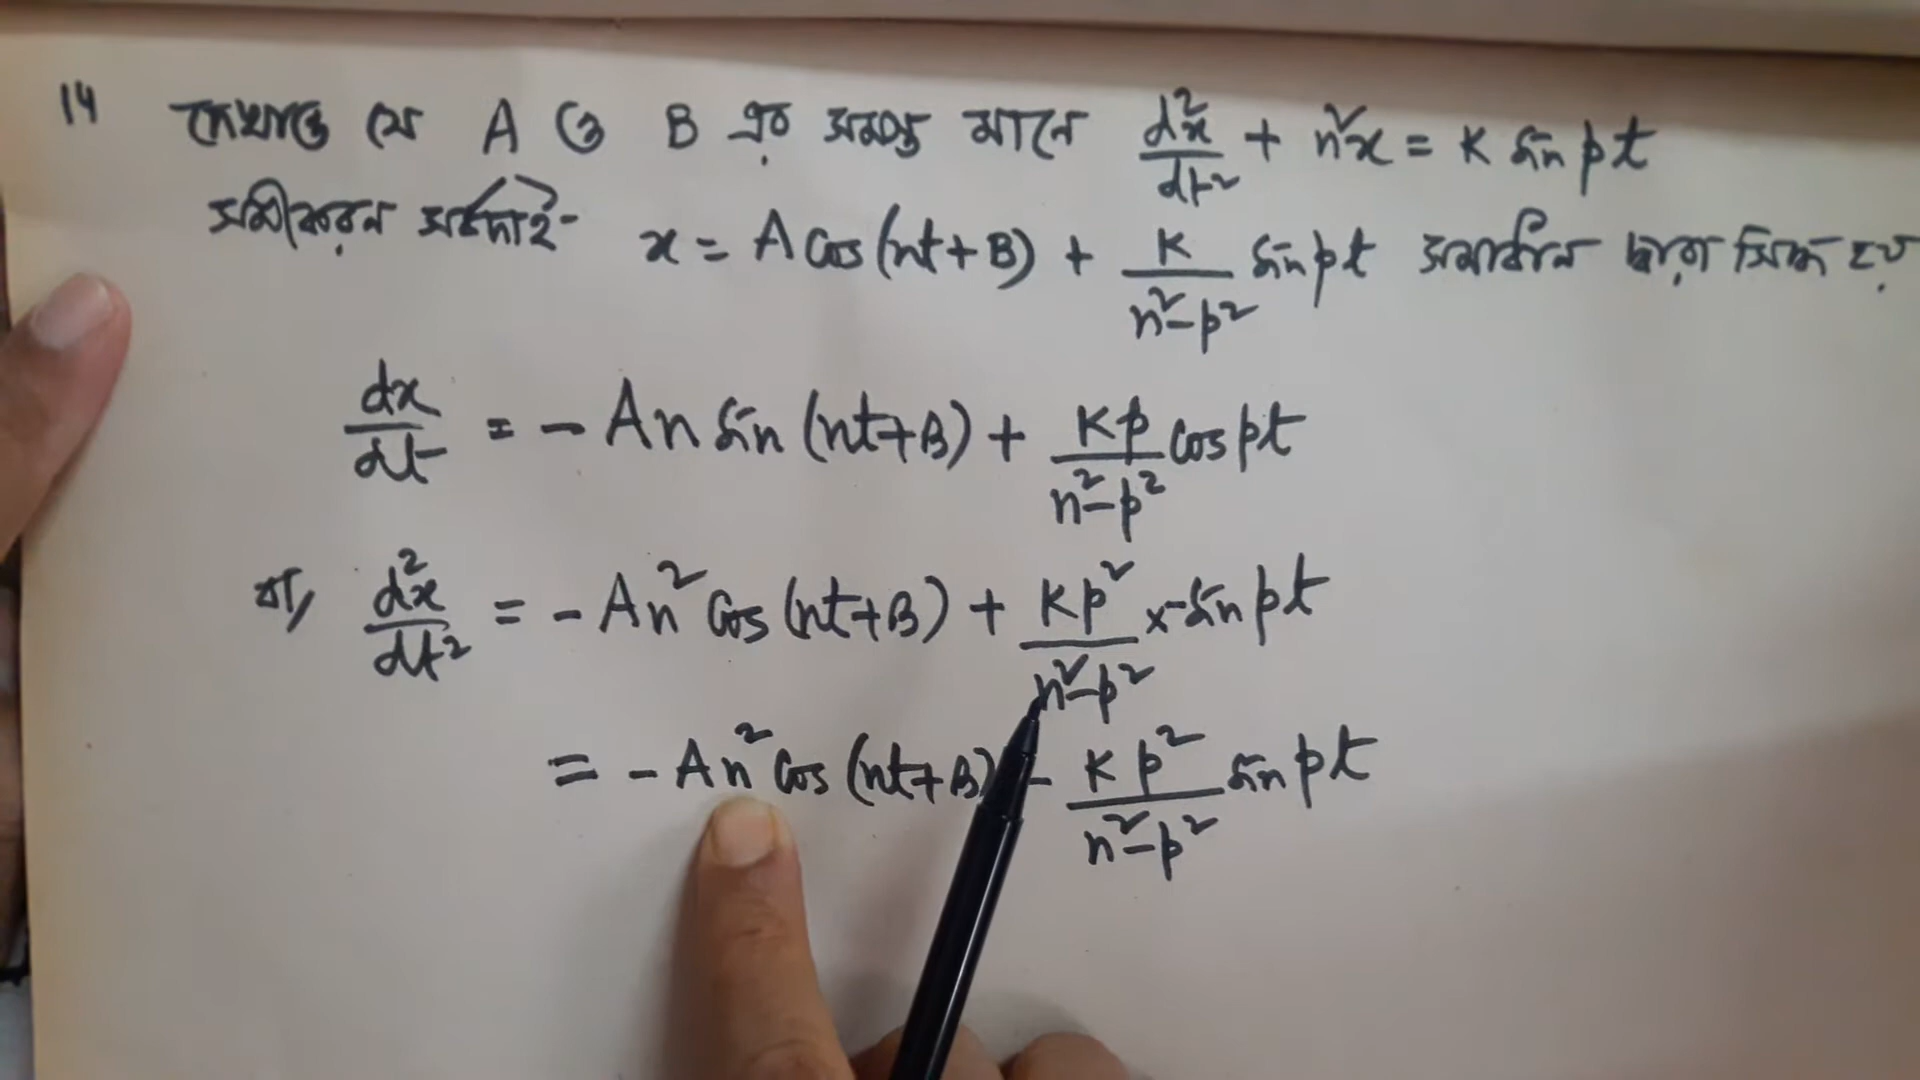 14 দেখাও যে A ও B এর সমস্ত মানে d²x/dt² + n²x = K sin pt
সমীকরন সর্বদাই- x = A Cos(nt+B) + K/(n²-p²) sin pt সমাধান দ্বারা সিদ্ধ হয়
dx/dt = - An sin (nt+B) + Kp/(n²-p²) cos pt
বা, d²x/dt² = - An² Cos (nt+B) + Kp²/(n²-p²) x - sin pt
= - An² Cos (nt+B) - Kp²/(n²-p²) sin pt